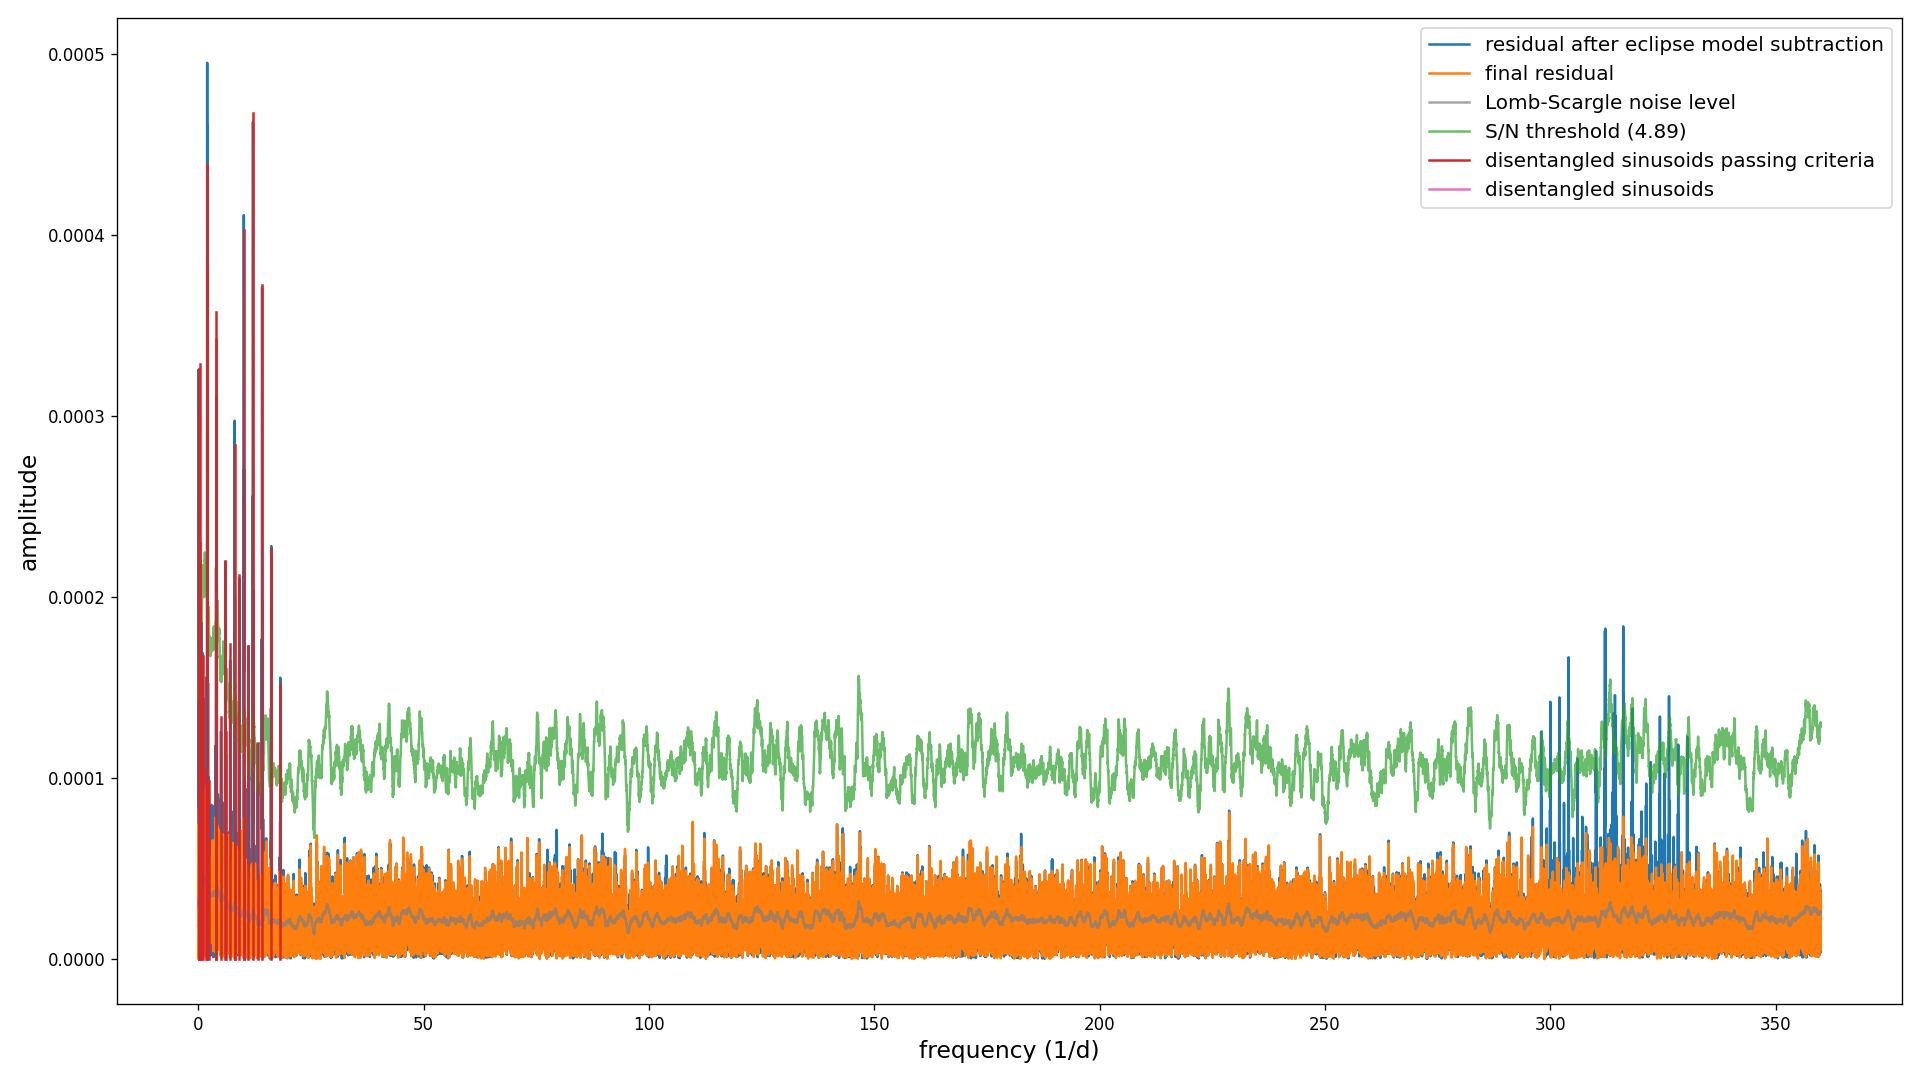 residual after eclipse model subtraction
final residual
Lomb-Scargle noise level
S/N threshold (4.89)
disentangled sinusoids passing criteria
disentangled sinusoids
0.0005
0.0004
0.0003
0.0002
0.0001
0.0000
amplitude
0 50 100 150 200 250 300 350
frequency (1/d)